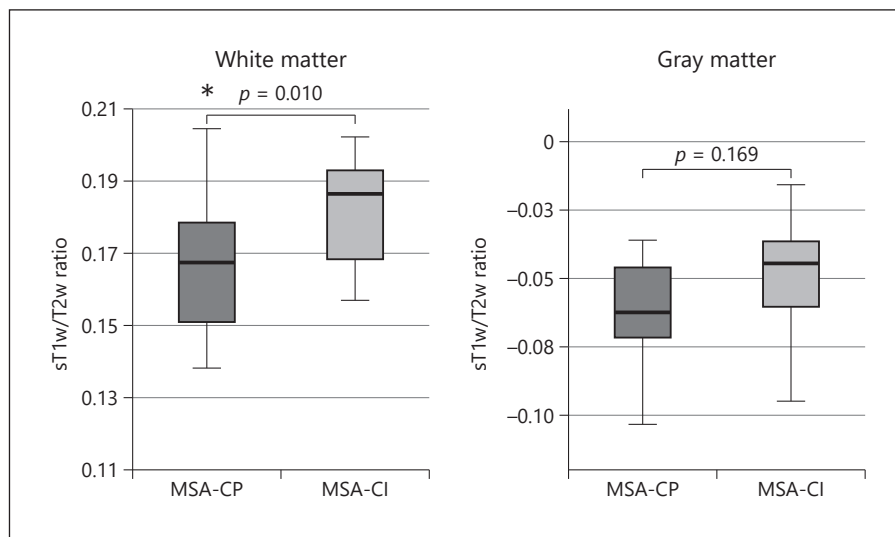 White matter
* p = 0.010
0.21
0.19
0.17
0.15
0.13
0.11
sT1w/T2w ratio
MSA-CP MSA-CI
Gray matter
p = 0.169
0
–0.03
–0.05
–0.08
–0.10
sT1w/T2w ratio
MSA-CP MSA-CI